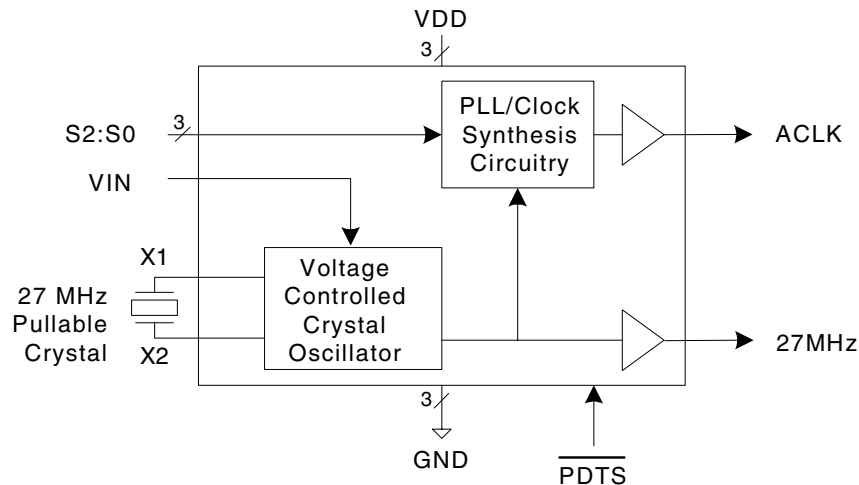 VDD
3
S2:S0
3
PLL/Clock
Synthesis
Circuitry
ACLK
VIN
X1
27 MHz
Pullable
Crystal
X2
Voltage
Controlled
Crystal
Oscillator
27MHz
3
GND
PDTS